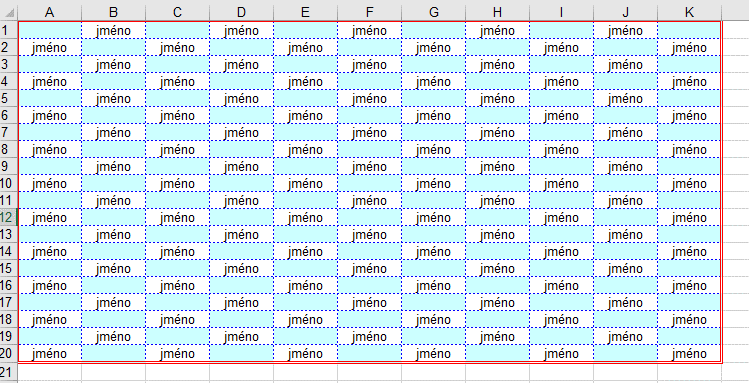 A B C D E F G H I J K
1 jméno jméno jméno jméno jméno
2 jméno jméno jméno jméno jméno jméno
3 jméno jméno jméno jméno jméno
4 jméno jméno jméno jméno jméno jméno
5 jméno jméno jméno jméno jméno
6 jméno jméno jméno jméno jméno jméno
7 jméno jméno jméno jméno jméno
8 jméno jméno jméno jméno jméno jméno
9 jméno jméno jméno jméno jméno
10 jméno jméno jméno jméno jméno jméno
11 jméno jméno jméno jméno jméno
12 jméno jméno jméno jméno jméno jméno
13 jméno jméno jméno jméno jméno
14 jméno jméno jméno jméno jméno jméno
15 jméno jméno jméno jméno jméno
16 jméno jméno jméno jméno jméno jméno
17 jméno jméno jméno jméno jméno
18 jméno jméno jméno jméno jméno jméno
19 jméno jméno jméno jméno jméno
20 jméno jméno jméno jméno jméno jméno
21